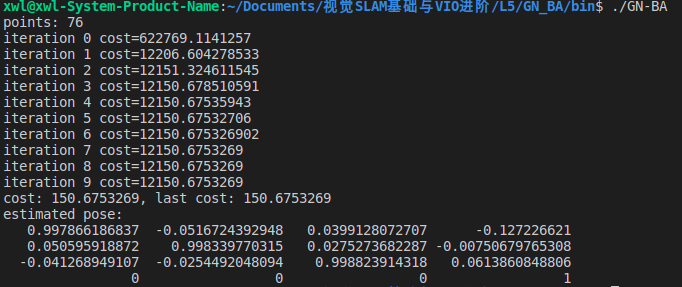 xwl@xwl-System-Product-Name:~/Documents/视觉SLAM基础与VIO进阶/L5/GN_BA/bin$ ./GN-BA
points: 76
iteration 0 cost=622769.1141257
iteration 1 cost=12206.604278533
iteration 2 cost=12151.324611545
iteration 3 cost=12150.678510591
iteration 4 cost=12150.67535943
iteration 5 cost=12150.67532706
iteration 6 cost=12150.675326902
iteration 7 cost=12150.6753269
iteration 8 cost=12150.6753269
iteration 9 cost=12150.6753269
cost: 150.6753269, last cost: 150.6753269
estimated pose:
0.997866186837 -0.0516724392948 0.0399128072707 -0.127226621
0.050595918872 0.998339770315 0.0275273682287 -0.00750679765308
-0.041268949107 -0.0254492048094 0.998823914318 0.0613860848806
0 0 0 1